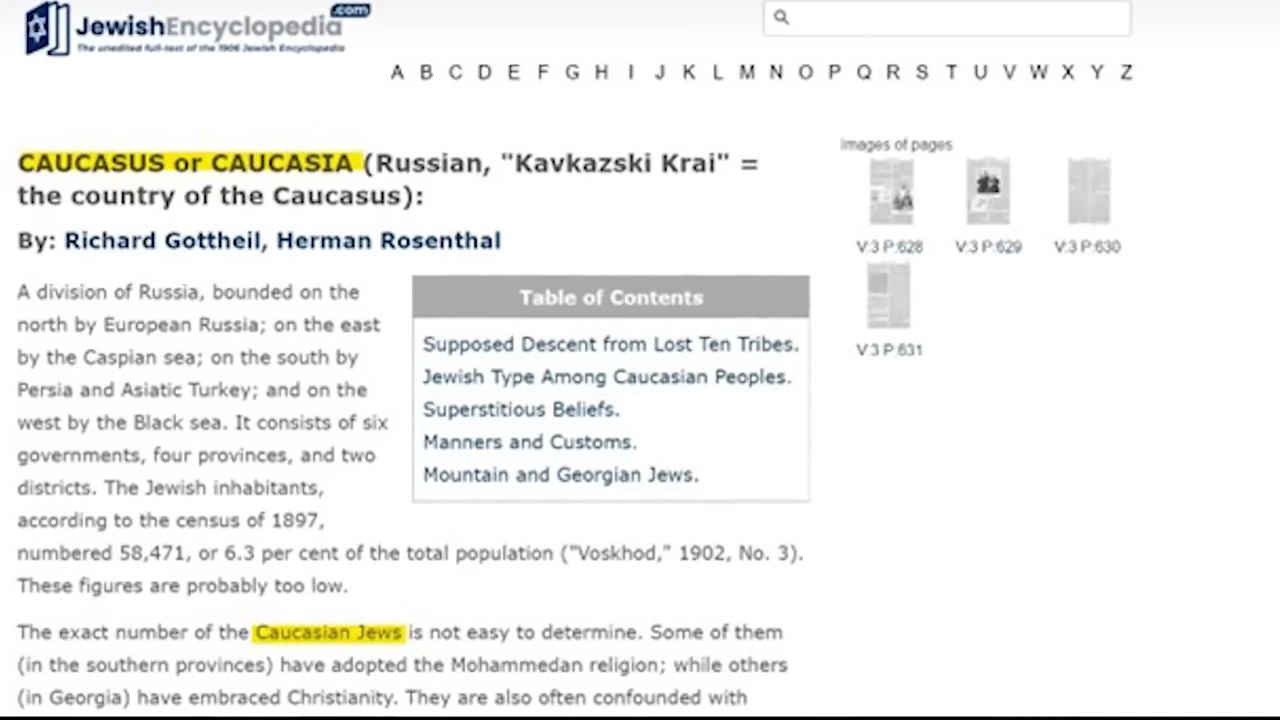 JewishEncyclopedia.com
The unedited full-text of the 1906 Jewish Encyclopedia
A B C D E F G H I J K L M N O P Q R S T U V W X Y Z
CAUCASUS or CAUCASIA (Russian, "Kavkazski Krai" =
the country of the Caucasus):
By: Richard Gottheil, Herman Rosenthal
A division of Russia, bounded on the
north by European Russia; on the east
by the Caspian sea; on the south by
Persia and Asiatic Turkey; and on the
west by the Black sea. It consists of six
governments, four provinces, and two
districts. The Jewish inhabitants,
according to the census of 1897,
numbered 58,471, or 6.3 per cent of the total population ("Voskhod," 1902, No. 3).
These figures are probably too low.
The exact number of the Caucasian Jews is not easy to determine. Some of them
(in the southern provinces) have adopted the Mohammedan religion; while others
(in Georgia) have embraced Christianity. They are also often confounded with
Table of Contents
Supposed Descent from Lost Ten Tribes.
Jewish Type Among Caucasian Peoples.
Superstitious Beliefs.
Manners and Customs.
Mountain and Georgian Jews.
Images of pages
V:3 P:628 V:3 P:629 V:3 P:630
V:3 P:631